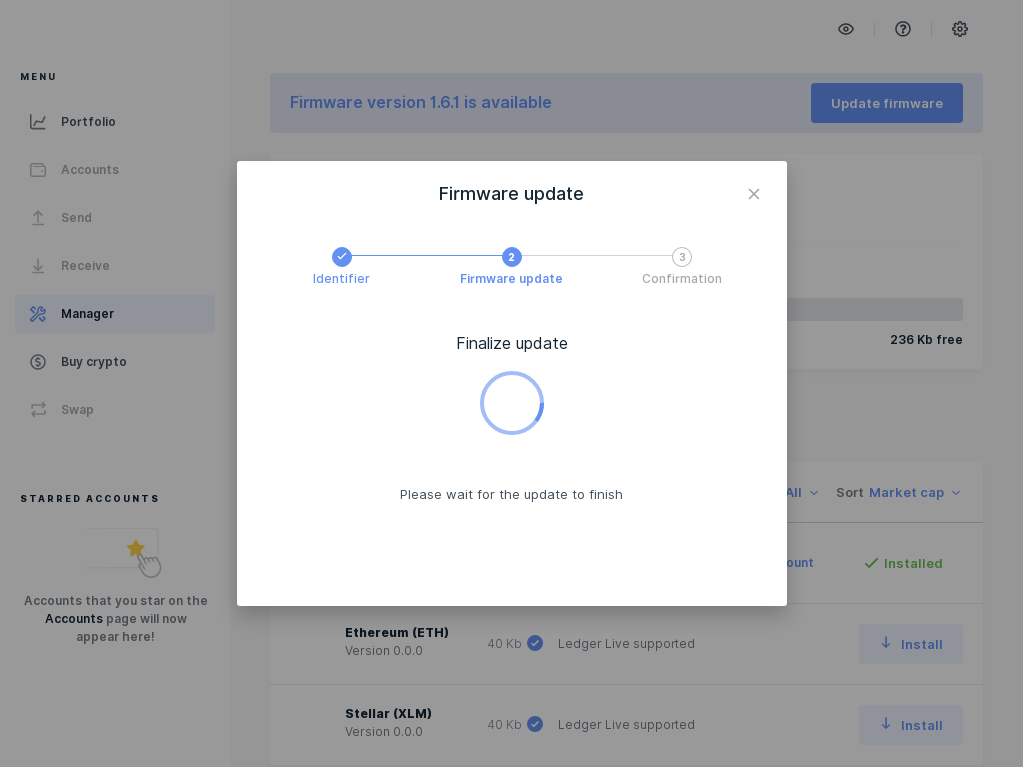 MENU
Firmware version 1.6.1 is available
Update firmware
Portfolio
Accounts
Send
Receive
Manager
Buy crypto
Swap
Firmware update
2
3
Identifier
Firmware update
Confirmation
Finalize update
Please wait for the update to finish
236 Kb free
All
Sort Market cap
Installed
STARRED ACCOUNTS
Accounts that you star on the
Accounts page will now
appear here!
Ethereum (ETH)
Version 0.0.0
40 Kb
Ledger Live supported
Install
Stellar (XLM)
Version 0.0.0
40 Kb
Ledger Live supported
Install